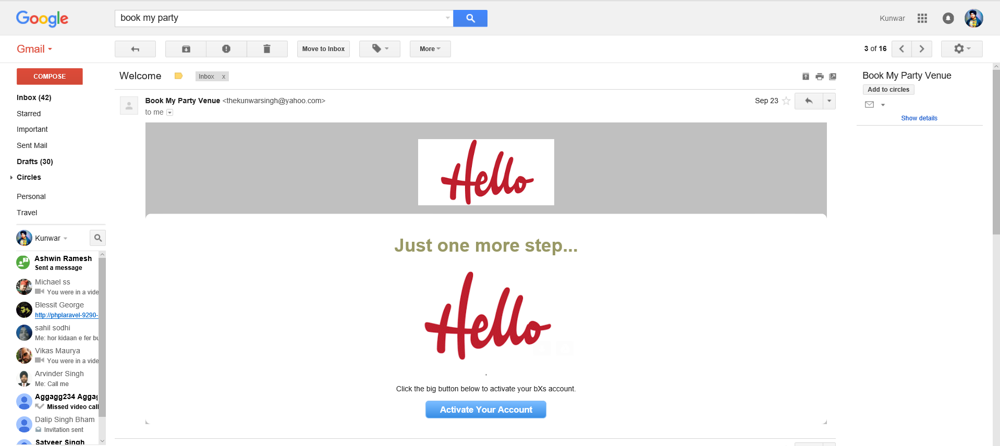 Google
book my party
Kunwar
Gmail
Move to Inbox
More
3 of 16
COMPOSE
Inbox (42)
Starred
Important
Sent Mail
Drafts (30)
Circles
Personal
Travel
Kunwar
Ashwin Ramesh
Sent a message
Michael ss
You were in a vide
Blessit George
http://phplaravel-9290-
sahil sodhi
Me: hor kidaan e fer bu
Vikas Maurya
You were in a vide
Arvinder Singh
Me: Call me
Aggagg234 Aggag
Missed video call
Dalip Singh Bham
Invitation sent
Satveer Singh
Welcome
Inbox x
Book My Party Venue <thekunwarsingh@yahoo.com>
Sep 23
to me
Hello
Just one more step...
Hello
,
Click the big button below to activate your bXs account.
Activate Your Account
Book My Party Venue
Add to circles
Show details